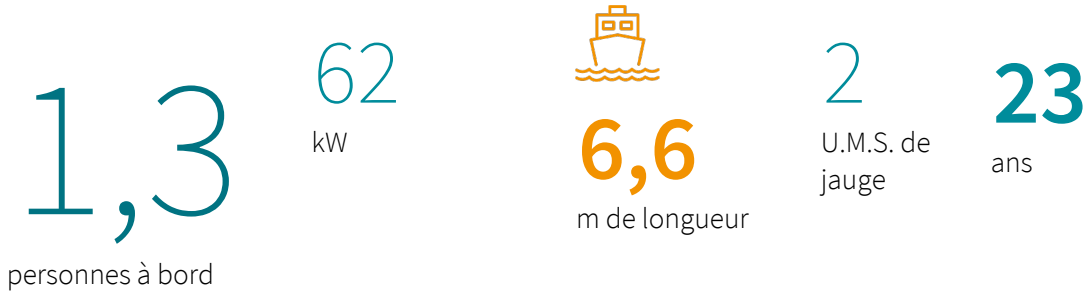 1,3
personnes à bord
62
kW
6,6
m de longueur
2
U.M.S. de
jauge
23
ans